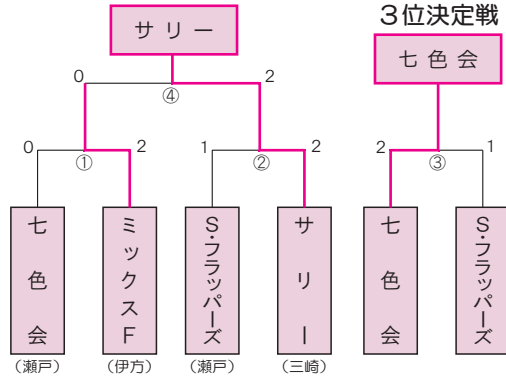 ３位決定戦
サリー
七色会
0
2
④
0
2
①
1
2
②
2
1
③
七色会
ミックスF
S・フラッパーズ
サリー
七色会
S・フラッパーズ
（瀬戸）
（伊方）
（瀬戸）
（三崎）